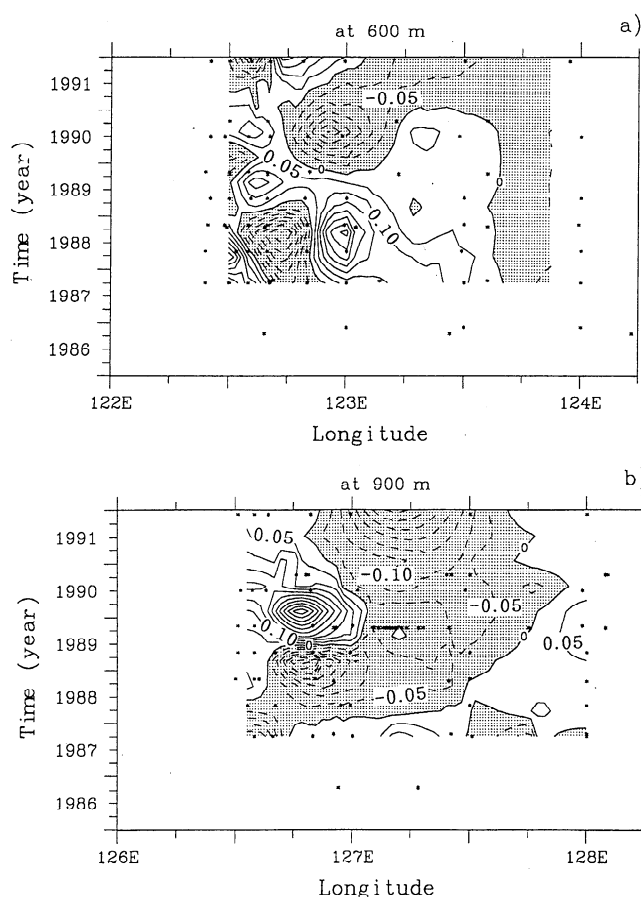 at 600 m
a)
1991
1990
1989
1988
1987
1986
Time (year)
-0.05
0.05
0
0.10
0
122E
123E
124E
Longitude
at 900 m
b
1991
1990
1989
1988
1987
1986
Time (year)
0.05
0
-0.10
-0.05
0.10
0
0
0.05
-0.05
126E
127E
128E
Longitude